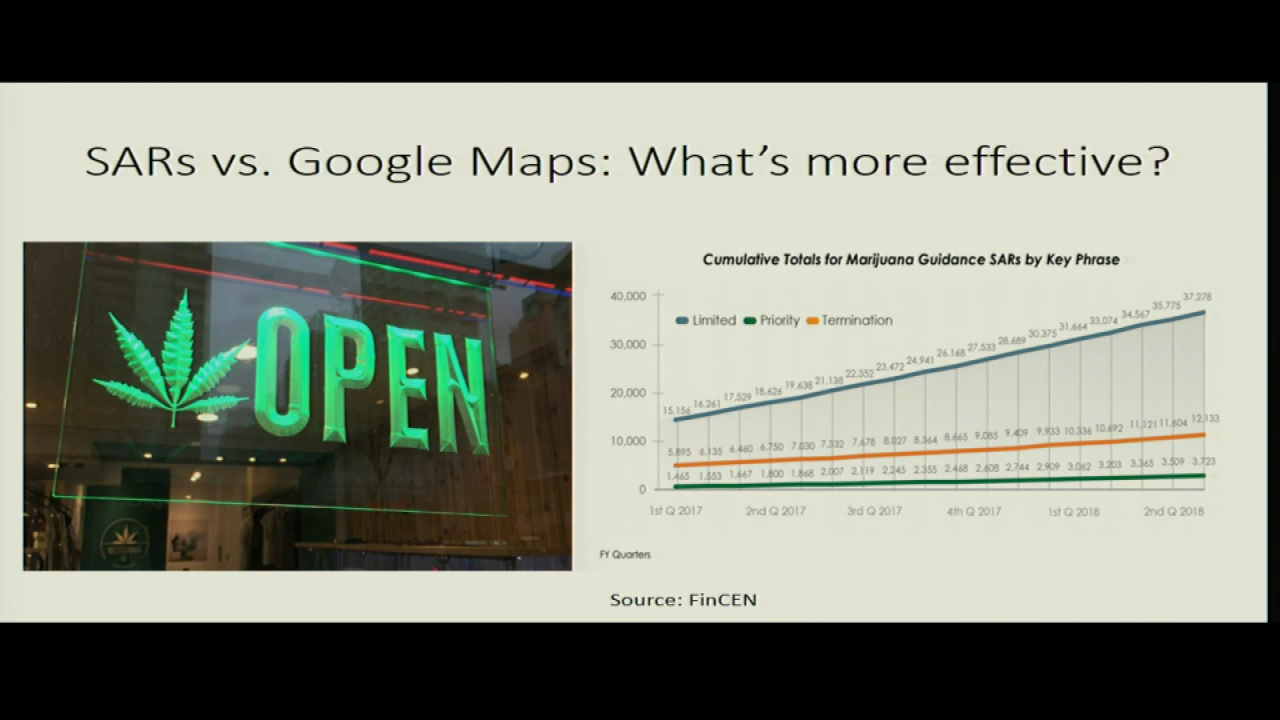 SARs vs. Google Maps: What's more effective?
OPEN
Cumulative Totals for Marijuana Guidance SARs by Key Phrase
Limited Priority Termination
40,000
30,000
20,000
10,000
0
15,156 16,261 17,529 18,626 19,638 21,138 22,352 23,472 24,941 26,168 27,533 28,689 30,375 31,664 33,074 34,567 35,775 37,278
5,895 6,135 6,460 6,750 7,030 7,332 7,678 8,027 8,364 8,665 9,085 9,409 9,933 10,336 10,692 11,121 11,604 12,133
1,465 1,553 1,667 1,800 1,868 2,007 2,119 2,245 2,355 2,468 2,608 2,744 2,909 3,062 3,203 3,365 3,509 3,723
1st Q 2017 2nd Q 2017 3rd Q 2017 4th Q 2017 1st Q 2018 2nd Q 2018
FY Quarters
Source: FinCEN